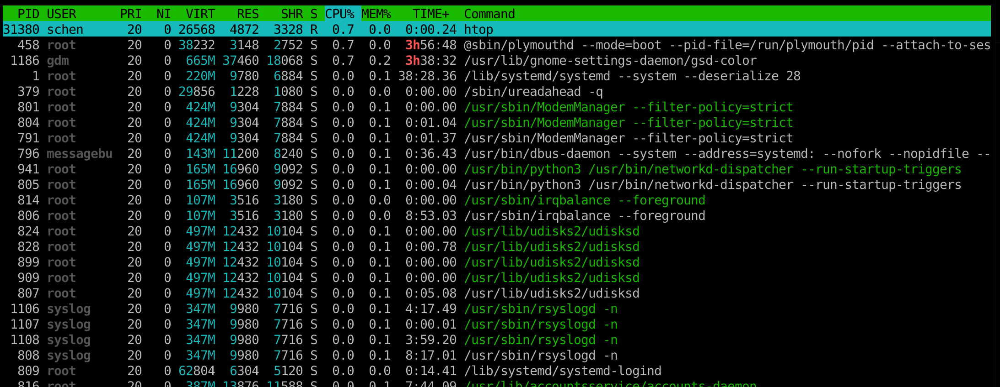 PID USER PRI NI VIRT RES SHR S CPU% MEM% TIME+ Command
31380 schen 20 0 26568 4872 3328 R 0.7 0.0 0:00.24 htop
458 root 20 0 38232 3148 2752 S 0.7 0.0 3h56:48 @sbin/plymouthd --mode=boot --pid-file=/run/plymouth/pid --attach-to-ses
1186 gdm 20 0 665M 37460 18068 S 0.7 0.2 3h38:32 /usr/lib/gnome-settings-daemon/gsd-color
1 root 20 0 220M 9780 6884 S 0.0 0.1 38:28.36 /lib/systemd/systemd --system --deserialize 28
379 root 20 0 29856 1228 1080 S 0.0 0.0 0:00.00 /sbin/ureadahead -q
801 root 20 0 424M 9304 7884 S 0.0 0.1 0:00.00 /usr/sbin/ModemManager --filter-policy=strict
804 root 20 0 424M 9304 7884 S 0.0 0.1 0:01.04 /usr/sbin/ModemManager --filter-policy=strict
791 root 20 0 424M 9304 7884 S 0.0 0.1 0:01.37 /usr/sbin/ModemManager --filter-policy=strict
796 messagebu 20 0 143M 11200 8240 S 0.0 0.1 0:36.43 /usr/bin/dbus-daemon --system --address=systemd: --nofork --nopidfile --
941 root 20 0 165M 16960 9092 S 0.0 0.1 0:00.00 /usr/bin/python3 /usr/bin/networkd-dispatcher --run-startup-triggers
805 root 20 0 165M 16960 9092 S 0.0 0.1 0:00.04 /usr/bin/python3 /usr/bin/networkd-dispatcher --run-startup-triggers
814 root 20 0 107M 3516 3180 S 0.0 0.0 0:00.00 /usr/sbin/irqbalance --foreground
806 root 20 0 107M 3516 3180 S 0.0 0.0 8:53.03 /usr/sbin/irqbalance --foreground
824 root 20 0 497M 12432 10104 S 0.0 0.1 0:00.00 /usr/lib/udisks2/udisksd
828 root 20 0 497M 12432 10104 S 0.0 0.1 0:00.78 /usr/lib/udisks2/udisksd
899 root 20 0 497M 12432 10104 S 0.0 0.1 0:00.00 /usr/lib/udisks2/udisksd
909 root 20 0 497M 12432 10104 S 0.0 0.1 0:00.00 /usr/lib/udisks2/udisksd
807 root 20 0 497M 12432 10104 S 0.0 0.1 0:05.08 /usr/lib/udisks2/udisksd
1106 syslog 20 0 347M 9980 7716 S 0.0 0.1 4:17.49 /usr/sbin/rsyslogd -n
1107 syslog 20 0 347M 9980 7716 S 0.0 0.1 0:00.01 /usr/sbin/rsyslogd -n
1108 syslog 20 0 347M 9980 7716 S 0.0 0.1 3:59.20 /usr/sbin/rsyslogd -n
808 syslog 20 0 347M 9980 7716 S 0.0 0.1 8:17.01 /usr/sbin/rsyslogd -n
809 root 20 0 62804 6304 5120 S 0.0 0.0 0:14.41 /lib/systemd/systemd-logind
816 root 20 0 387M 13876 11588 S 0.0 0.1 7:44.09 /usr/lib/accountsservice/accounts-daemon